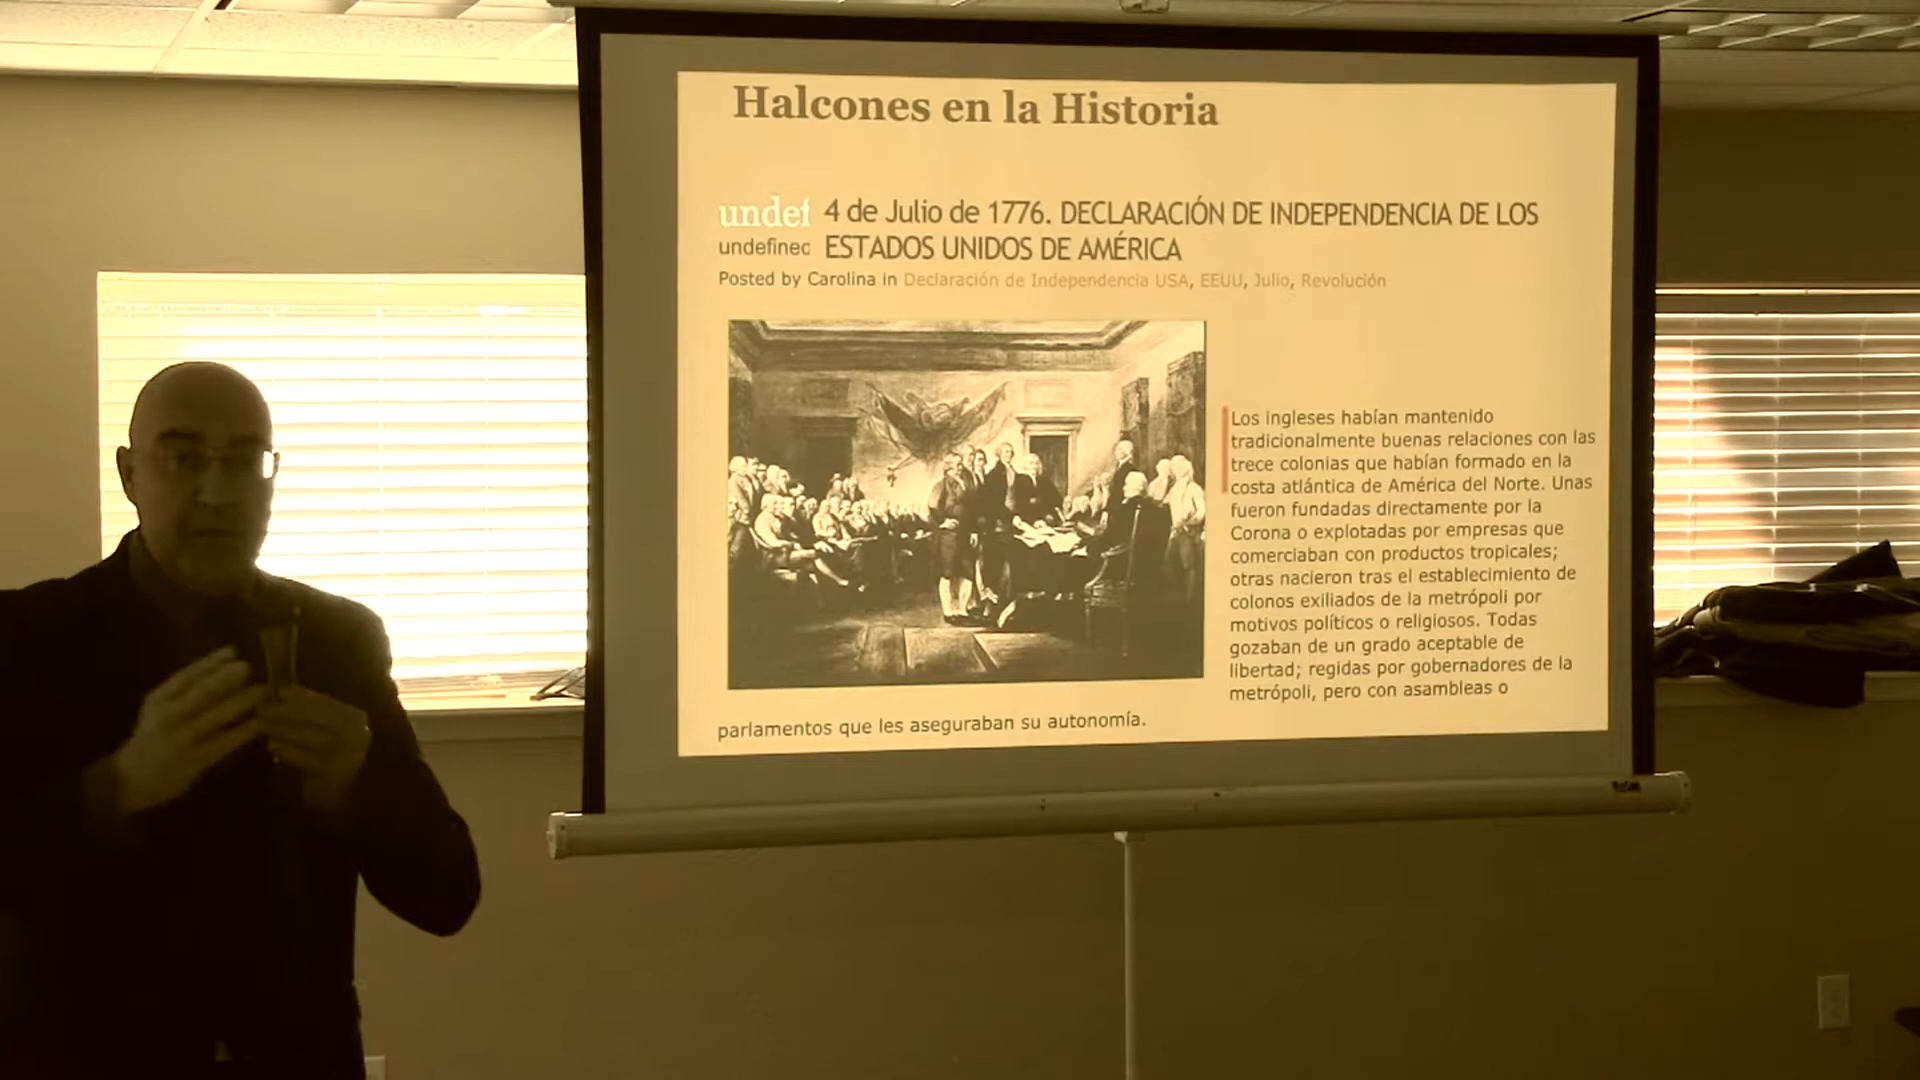 Halcones en la Historia
undef
4 de Julio de 1776. DECLARACIÓN DE INDEPENDENCIA DE LOS
undefined
ESTADOS UNIDOS DE AMÉRICA
Posted by Carolina in Declaración de Independencia USA, EEUU, Julio, Revolución
Los ingleses habían mantenido
tradicionalmente buenas relaciones con las
trece colonias que habían formado en la
costa atlántica de América del Norte. Unas
fueron fundadas directamente por la
Corona o explotadas por empresas que
comerciaban con productos tropicales;
otras nacieron tras el establecimiento de
colonos exiliados de la metrópoli por
motivos políticos o religiosos. Todas
gozaban de un grado aceptable de
libertad; regidas por gobernadores de la
metrópoli, pero con asambleas o
parlamentos que les aseguraban su autonomía.